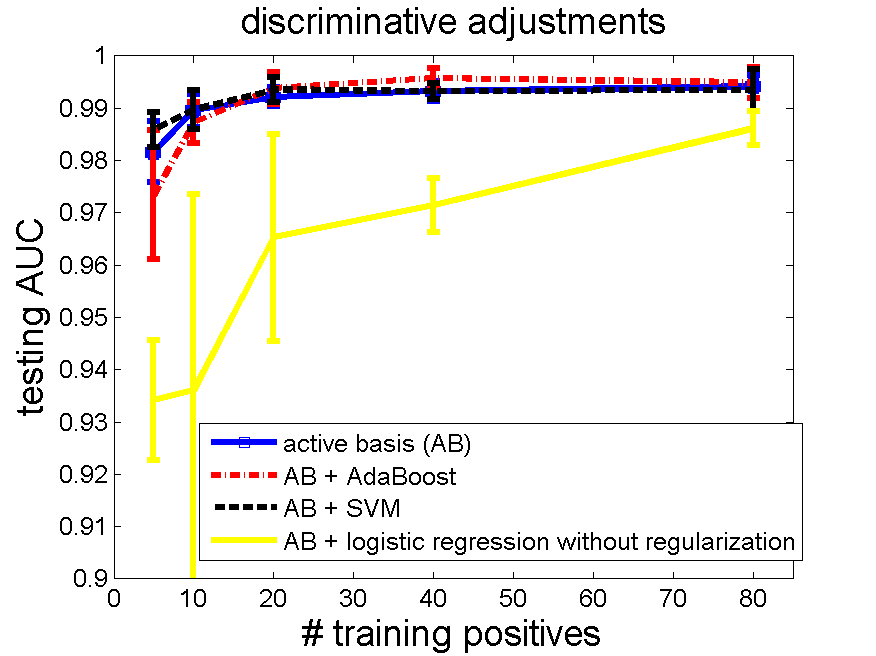 discriminative adjustments
testing AUC
1
0.99
0.98
0.97
0.96
0.95
0.94
0.93
0.92
0.91
0.9
active basis (AB)
AB + AdaBoost
AB + SVM
AB + logistic regression without regularization
0 10 20 30 40 50 60 70 80
# training positives